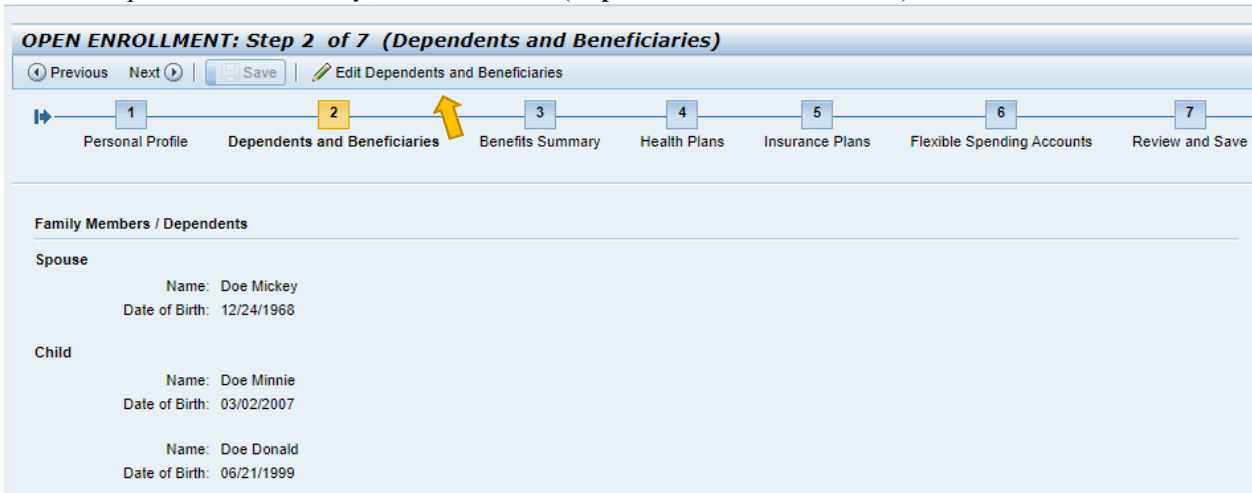 OPEN ENROLLMENT: Step 2 of 7 (Dependents and Beneficiaries)
Previous Next Save Edit Dependents and Beneficiaries
1 2 3 4 5 6 7
Personal Profile Dependents and Beneficiaries Benefits Summary Health Plans Insurance Plans Flexible Spending Accounts Review and Save
Family Members / Dependents
Spouse
Name: Doe Mickey
Date of Birth: 12/24/1968
Child
Name: Doe Minnie
Date of Birth: 03/02/2007
Name: Doe Donald
Date of Birth: 06/21/1999